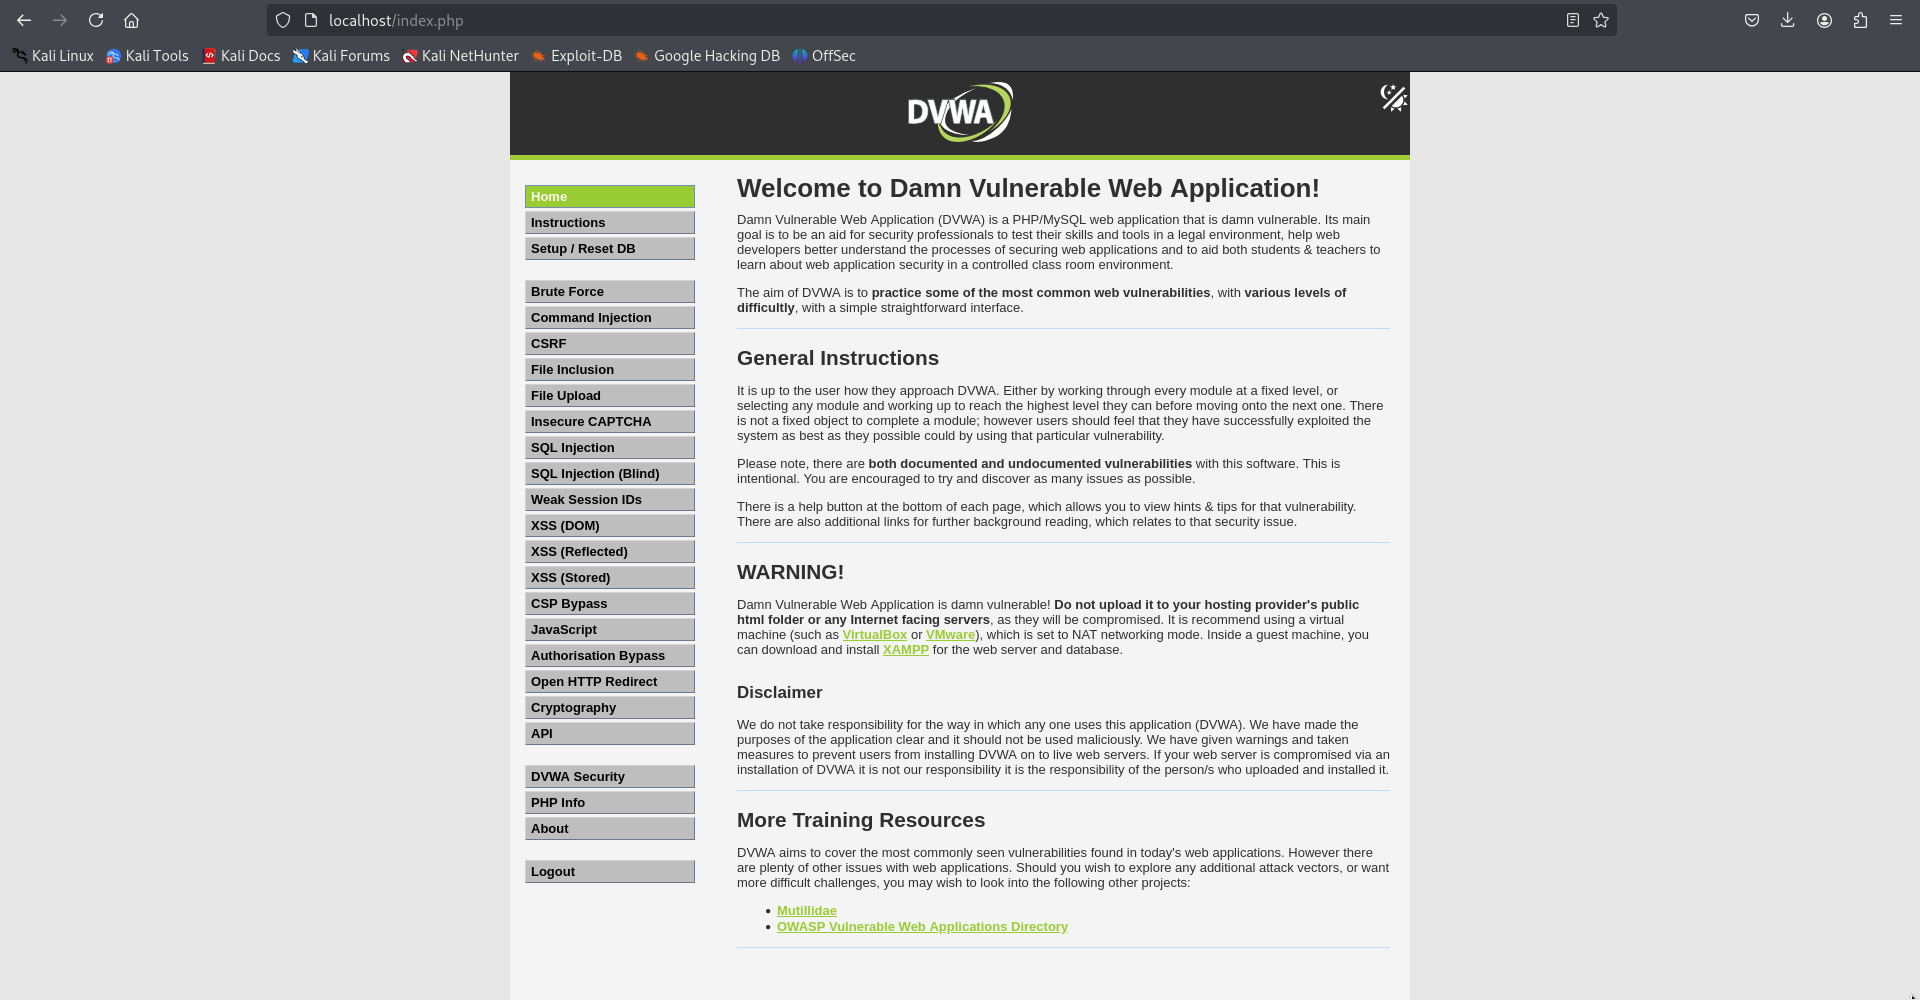 localhost/index.php
Kali Linux Kali Tools Kali Docs Kali Forums Kali NetHunter Exploit-DB Google Hacking DB OffSec
DVWA
Home
Instructions
Setup / Reset DB
Brute Force
Command Injection
CSRF
File Inclusion
File Upload
Insecure CAPTCHA
SQL Injection
SQL Injection (Blind)
Weak Session IDs
XSS (DOM)
XSS (Reflected)
XSS (Stored)
CSP Bypass
JavaScript
Authorisation Bypass
Open HTTP Redirect
Cryptography
API
DVWA Security
PHP Info
About
Logout
Welcome to Damn Vulnerable Web Application!
Damn Vulnerable Web Application (DVWA) is a PHP/MySQL web application that is damn vulnerable. Its main
goal is to be an aid for security professionals to test their skills and tools in a legal environment, help web
developers better understand the processes of securing web applications and to aid both students & teachers to
learn about web application security in a controlled class room environment.
The aim of DVWA is to practice some of the most common web vulnerabilities, with various levels of
difficultly, with a simple straightforward interface.
General Instructions
It is up to the user how they approach DVWA. Either by working through every module at a fixed level, or
selecting any module and working up to reach the highest level they can before moving onto the next one. There
is not a fixed object to complete a module; however users should feel that they have successfully exploited the
system as best as they possible could by using that particular vulnerability.
Please note, there are both documented and undocumented vulnerabilities with this software. This is
intentional. You are encouraged to try and discover as many issues as possible.
There is a help button at the bottom of each page, which allows you to view hints & tips for that vulnerability.
There are also additional links for further background reading, which relates to that security issue.
WARNING!
Damn Vulnerable Web Application is damn vulnerable! Do not upload it to your hosting provider's public
html folder or any Internet facing servers, as they will be compromised. It is recommend using a virtual
machine (such as VirtualBox or VMware), which is set to NAT networking mode. Inside a guest machine, you
can download and install XAMPP for the web server and database.
Disclaimer
We do not take responsibility for the way in which any one uses this application (DVWA). We have made the
purposes of the application clear and it should not be used maliciously. We have given warnings and taken
measures to prevent users from installing DVWA on to live web servers. If your web server is compromised via an
installation of DVWA it is not our responsibility it is the responsibility of the person/s who uploaded and installed it.
More Training Resources
DVWA aims to cover the most commonly seen vulnerabilities found in today's web applications. However there
are plenty of other issues with web applications. Should you wish to explore any additional attack vectors, or want
more difficult challenges, you may wish to look into the following other projects:
• Mutillidae
• OWASP Vulnerable Web Applications Directory